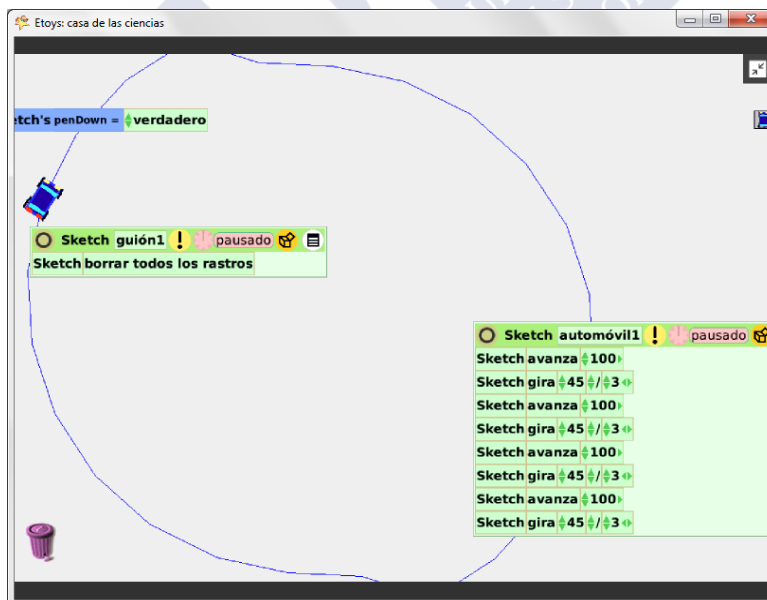 Etoys: casa de las ciencias
etch's penDown = verdadero
Sketch guión1 ! pausado
Sketch borrar todos los rastros
Sketch automóvil1 ! pausado
Sketch avanza 100
Sketch gira 45 / 3
Sketch avanza 100
Sketch gira 45 / 3
Sketch avanza 100
Sketch gira 45 / 3
Sketch avanza 100
Sketch gira 45 / 3